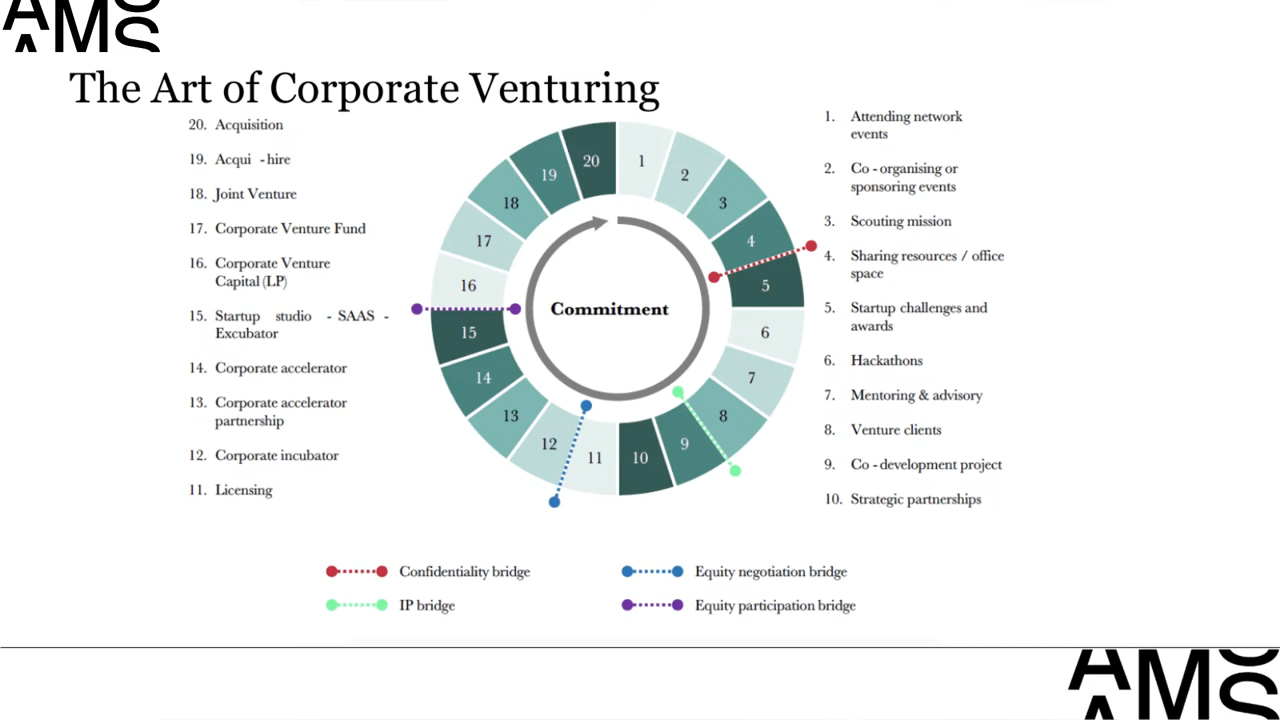 AMS
The Art of Corporate Venturing
20. Acquisition
19. Acqui - hire
18. Joint Venture
17. Corporate Venture Fund
16. Corporate Venture
Capital (LP)
15. Startup studio - SAAS -
Excubator
14. Corporate accelerator
13. Corporate accelerator
partnership
12. Corporate incubator
11. Licensing
20
1
2
3
4
5
6
7
8
9
10
11
12
13
14
15
16
17
18
19
Commitment
1. Attending network
events
2. Co - organising or
sponsoring events
3. Scouting mission
4. Sharing resources / office
space
5. Startup challenges and
awards
6. Hackathons
7. Mentoring & advisory
8. Venture clients
9. Co - development project
10. Strategic partnerships
Confidentiality bridge
Equity negotiation bridge
IP bridge
Equity participation bridge
AMS